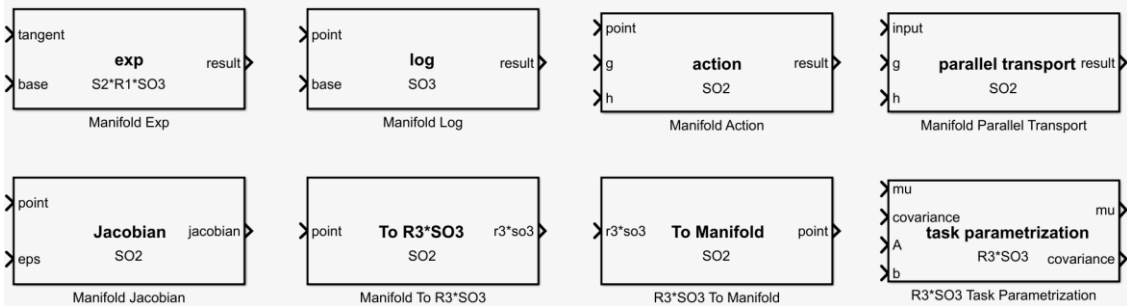 tangent
exp
result
S2*R1*SO3
base
Manifold Exp
point
log
result
SO3
base
Manifold Log
point
g
action
result
SO2
h
Manifold Action
input
g
parallel transport
result
SO2
h
Manifold Parallel Transport
point
Jacobian
jacobian
SO2
eps
Manifold Jacobian
point
To R3*SO3
r3*so3
SO2
Manifold To R3*SO3
r3*so3
To Manifold
point
SO2
R3*SO3 To Manifold
mu
mu
covariance
task parametrization
A
R3*SO3
covariance
b
R3*SO3 Task Parametrization